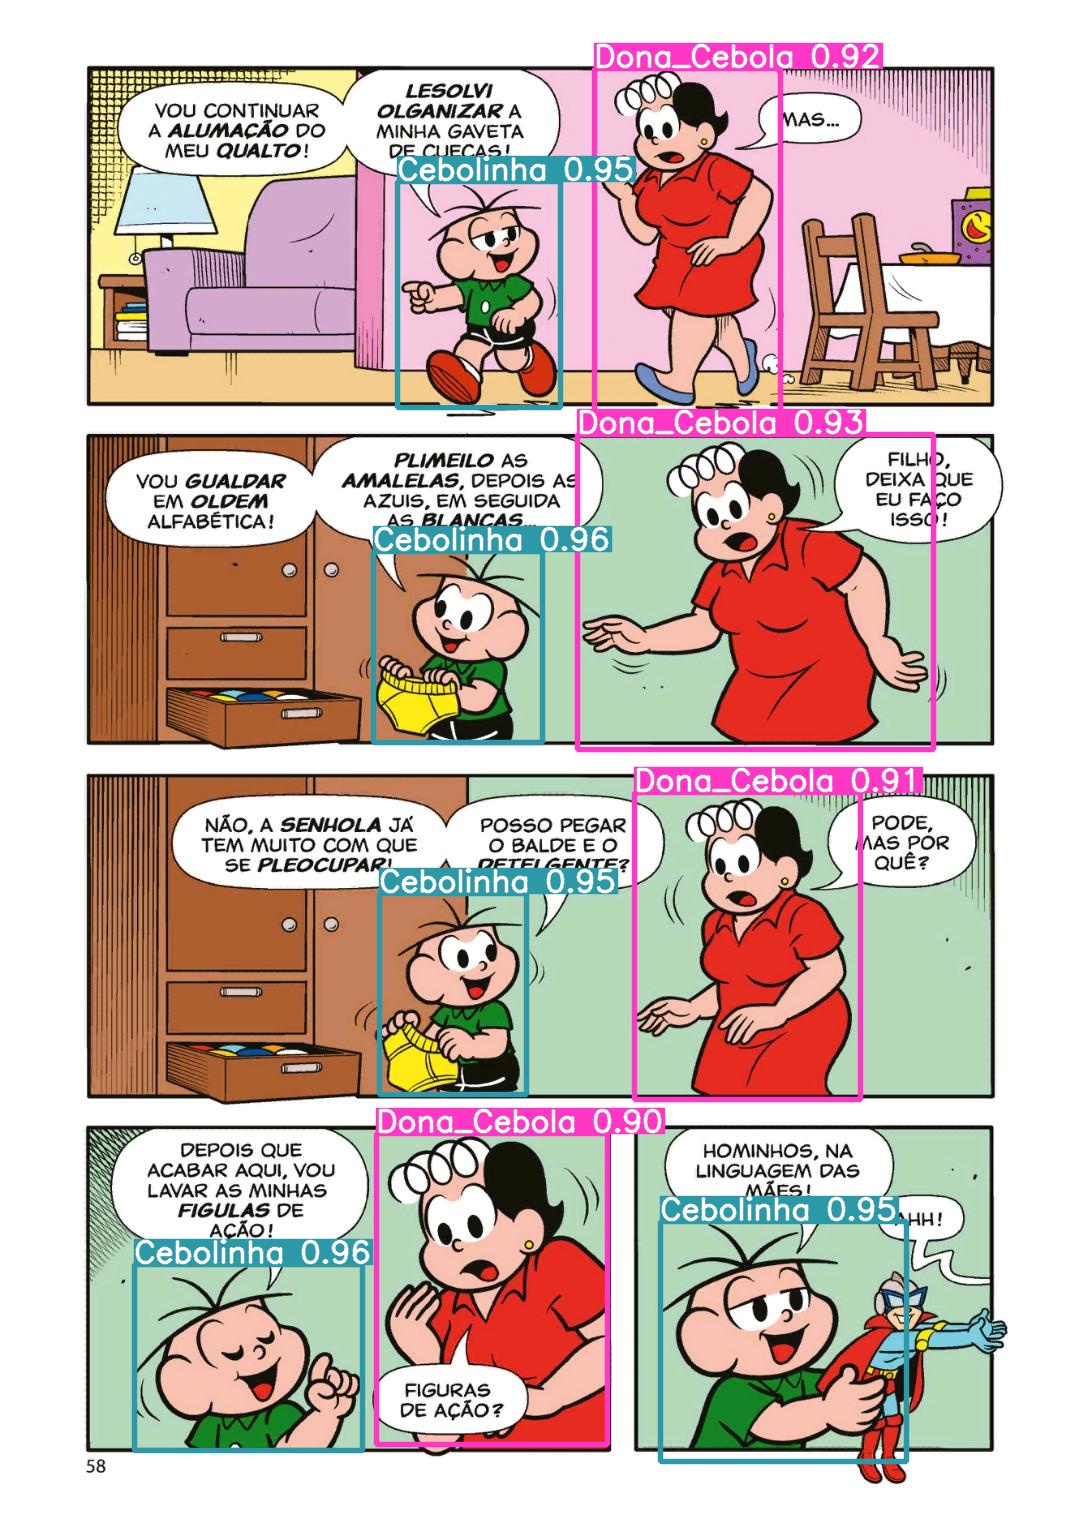 Dona_Cebola 0.92
VOU CONTINUAR
A ALUMAÇÃO DO
MEU QUALTO!
LESOLVI
OLGANIZAR A
MINHA GAVETA
DE CUECAS!
MAS...
Cebolinha 0.95
Dona_Cebola 0.93
VOU GUALDAR
EM OLDEM
ALFABÉTICA!
PLIMEILO AS
AMALELAS, DEPOIS AS
AZUIS, EM SEGUIDA
AS BLANCAS...
FILHO,
DEIXA QUE
EU FAÇO
ISSO!
Cebolinha 0.96
Dona_Cebola 0.91
NÃO, A SENHOLA JÁ
TEM MUITO COM QUE
SE PLEOCUPAR!
POSSO PEGAR
O BALDE E O
DETELGENTE?
PODE,
MAS POR
QUÊ?
Cebolinha 0.95
Dona_Cebola 0.90
DEPOIS QUE
ACABAR AQUI, VOU
LAVAR AS MINHAS
FIGULAS DE
AÇÃO!
Cebolinha 0.96
FIGURAS
DE AÇÃO?
HOMINHOS, NA
LINGUAGEM DAS
MÃES!
Cebolinha 0.95
AHH!
58